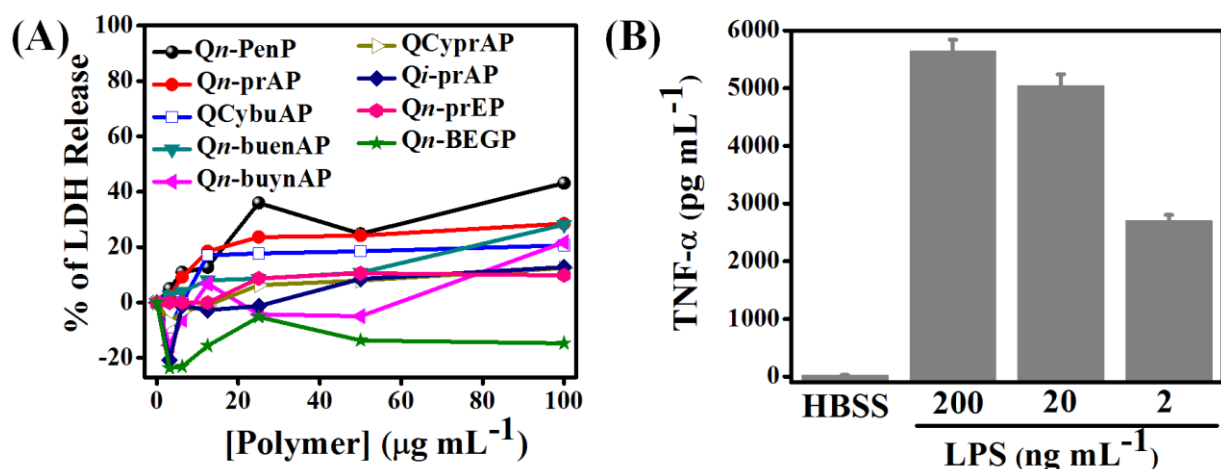 (A)
% of LDH Release
100
80
60
40
20
0
-20
Qn-PenP
Qn-prAP
QCybuAP
Qn-buenAP
Qn-buynAP
QCyprAP
Qi-prAP
Qn-prEP
Qn-BEGP
0 20 40 60 80 100
[Polymer] (μg mL⁻¹)
(B)
TNF-α (pg mL⁻¹)
6000
5000
4000
3000
2000
1000
0
HBSS 200 20 2
LPS (ng mL⁻¹)